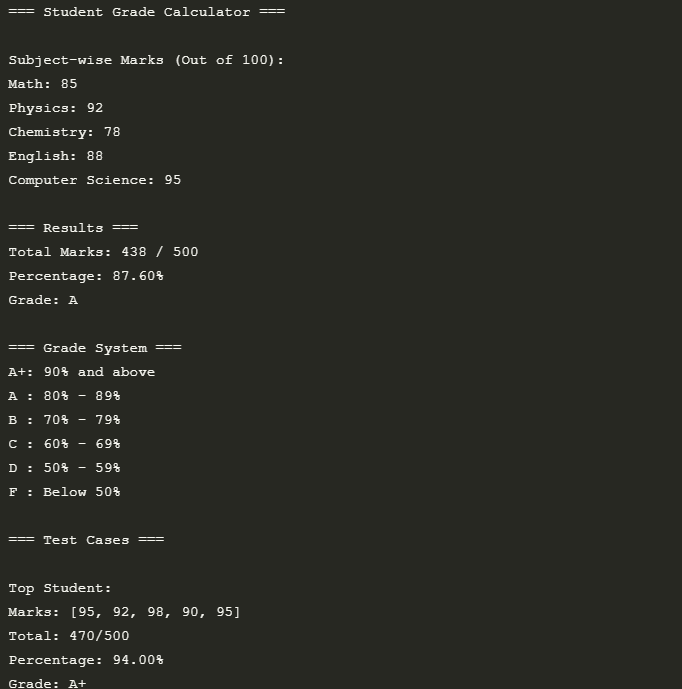 === Student Grade Calculator ===
Subject-wise Marks (Out of 100):
Math: 85
Physics: 92
Chemistry: 78
English: 88
Computer Science: 95
=== Results ===
Total Marks: 438 / 500
Percentage: 87.60%
Grade: A
=== Grade System ===
A+: 90% and above
A : 80% - 89%
B : 70% - 79%
C : 60% - 69%
D : 50% - 59%
F : Below 50%
=== Test Cases ===
Top Student:
Marks: [95, 92, 98, 90, 95]
Total: 470/500
Percentage: 94.00%
Grade: A+